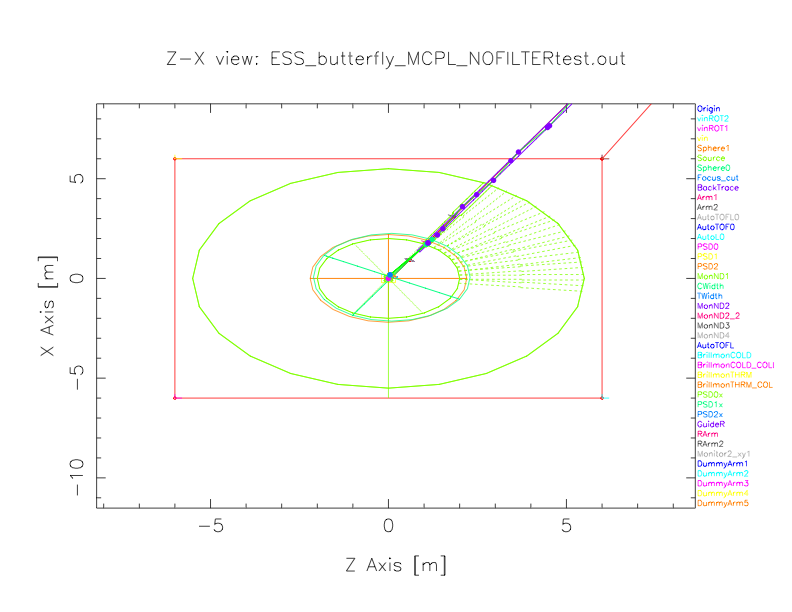 Z-X view: ESS_butterfly_MCPL_NOFILTERtest.out
Origin
vinROT2
vinROT1
Sphere1
Source
Sphere0
Focus_cut
BackTrace
Arm1
Arm2
AutoTOFL0
AutoTOF0
AutoL0
PSD0
PSD1
PSD2
MonND1
CWidth
TWidth
MonND2
MonND2_2
MonND3
MonND4
AutoTOFL
BrillmonCOLD
BrillmonCOLD_COLI
BrillmonTHRM
BrillmonTHRM_COL
PSD0x
PSD1x
PSD2x
GuideR
RArm
RArm2
Monitor2_xy1
DummyArm1
DummyArm2
DummyArm3
DummyArm4
DummyArm5
X Axis [m]
5
0
-5
-10
-5
0
5
Z Axis [m]